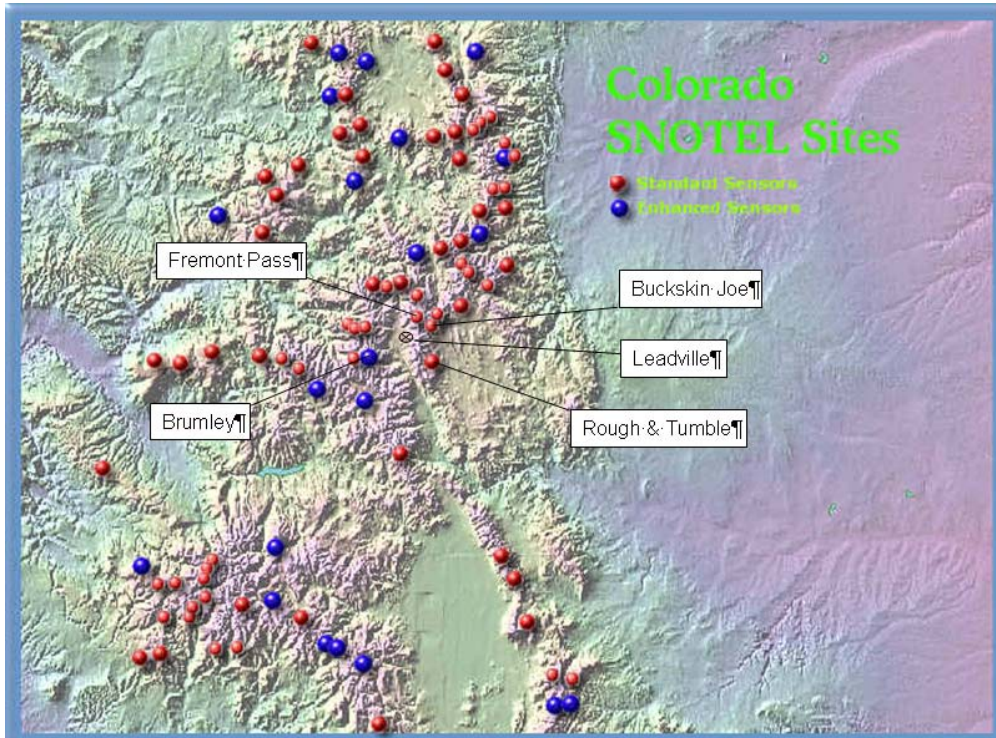 Colorado
SNOTEL Sites
Standard Sensors
Enhanced Sensors
Fremont·Pass¶
Buckskin·Joe¶
Leadville¶
Brumley¶
Rough·&·Tumble¶